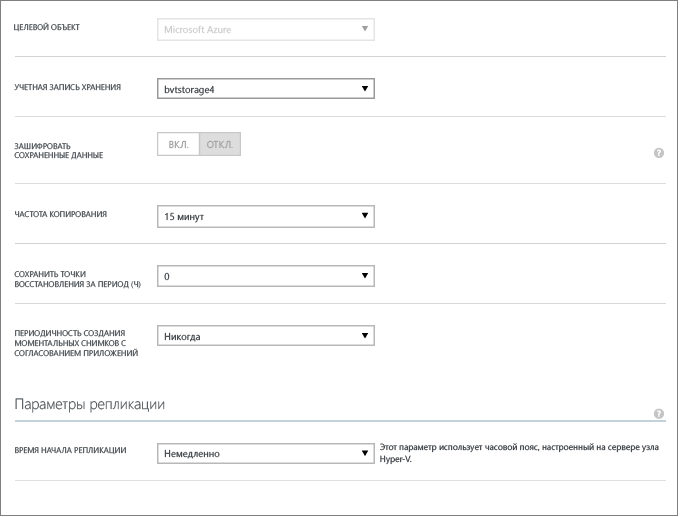 ЦЕЛЕВОЙ ОБЪЕКТ
Microsoft Azure
УЧЕТНАЯ ЗАПИСЬ ХРАНЕНИЯ
bvtstorage4
ЗАШИФРОВАТЬ
СОХРАНЕННЫЕ ДАННЫЕ
ВКЛ. ОТКЛ.
?
ЧАСТОТА КОПИРОВАНИЯ
15 минут
СОХРАНИТЬ ТОЧКИ
ВОССТАНОВЛЕНИЯ ЗА ПЕРИОД (Ч)
0
ПЕРИОДИЧНОСТЬ СОЗДАНИЯ
МОМЕНТАЛЬНЫХ СНИМКОВ С
СОГЛАСОВАНИЕМ ПРИЛОЖЕНИЙ
Никогда
Параметры репликации
?
ВРЕМЯ НАЧАЛА РЕПЛИКАЦИИ
Немедленно
Этот параметр использует часовой пояс, настроенный на сервере узла
Hyper-V.